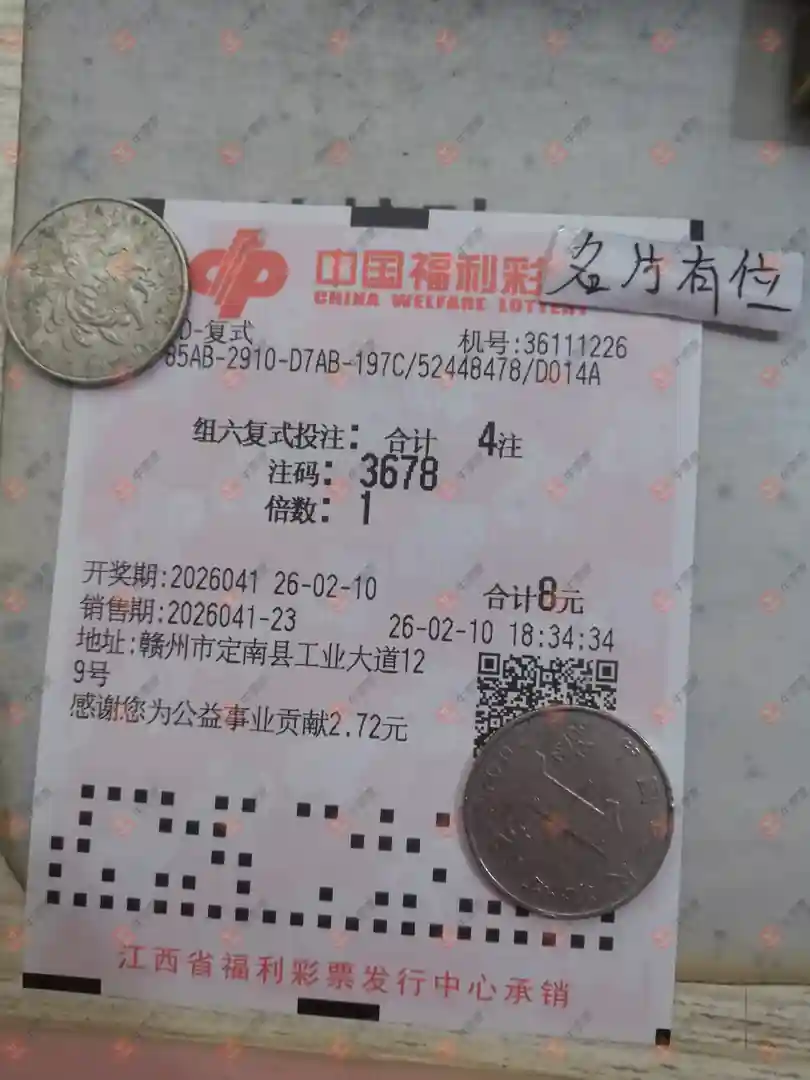 中国福利彩
CHINA WELFARE LOTTERY
名片有位
D-复式
机号:36111226
85AB-2910-D7AB-197C/52448478/D014A
组六复式投注: 合计 4注
注码: 3678
倍数: 1
开奖期:2026041 26-02-10 合计8元
销售期:2026041-23 26-02-10 18:34:34
地址:赣州市定南县工业大道12
9号
感谢您为公益事业贡献2.72元
江西省福利彩票发行中心承销